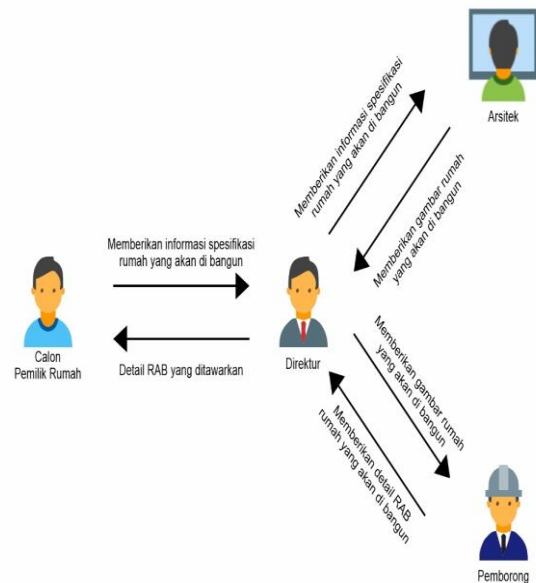 Memberikan informasi spesifikasi
rumah yang akan di bangun
Calon
Pemilik Rumah
Detail RAB yang ditawarkan
Direktur
Memberikan informasi spesifikasi
rumah yang akan di bangun
Arsitek
Memberikan gambar rumah
yang akan di bangun
Memberikan gambar rumah
yang akan di bangun
Memberikan detail RAB
rumah yang akan di bangun
Pemborong